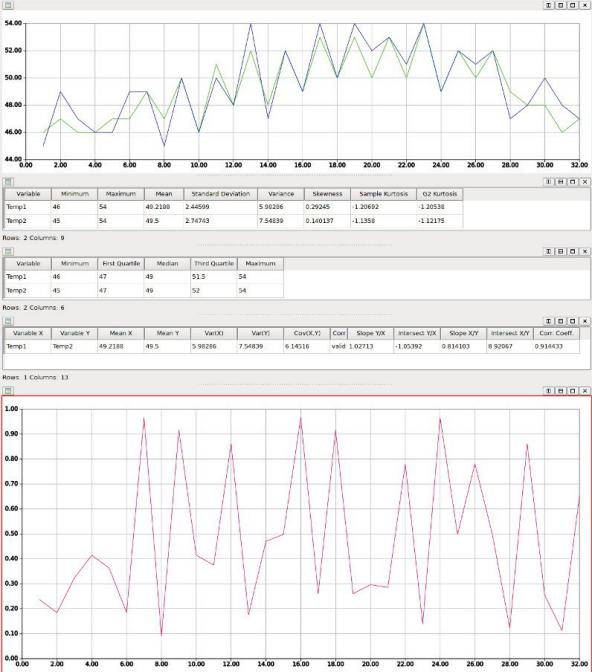 54.00
52.00
50.00
48.00
46.00
44.00
0.00 2.00 4.00 6.00 8.00 10.00 12.00 14.00 16.00 18.00 20.00 22.00 24.00 26.00 28.00 30.00 32.00
Variable Minimum Maximum Mean Standard Deviation Variance Skewness Sample Kurtosis G2 Kurtosis
Temp1 46 54 49.2188 2.44599 5.98286 0.29245 -1.20692 -1.20538
Temp2 45 54 49.5 2.74743 7.54839 0.140137 -1.1358 -1.12175
Rows: 2 Columns: 9
Variable Minimum First Quartile Median Third Quartile Maximum
Temp1 46 47 49 51.5 54
Temp2 45 47 49 52 54
Rows: 2 Columns: 6
Variable X Variable Y Mean X Mean Y Var(X) Var(Y) Cov(X,Y) Corr Slope Y/X Intersect Y/X Slope X/Y Intersect X/Y Corr. Coeff.
Temp1 Temp2 49.2188 49.5 5.98286 7.54839 6.14516 valid 1.02713 -1.05392 0.814103 8.92067 0.914433
Rows: 1 Columns: 13
1.00
0.90
0.80
0.70
0.60
0.50
0.40
0.30
0.20
0.10
0.00
0.00 2.00 4.00 6.00 8.00 10.00 12.00 14.00 16.00 18.00 20.00 22.00 24.00 26.00 28.00 30.00 32.00